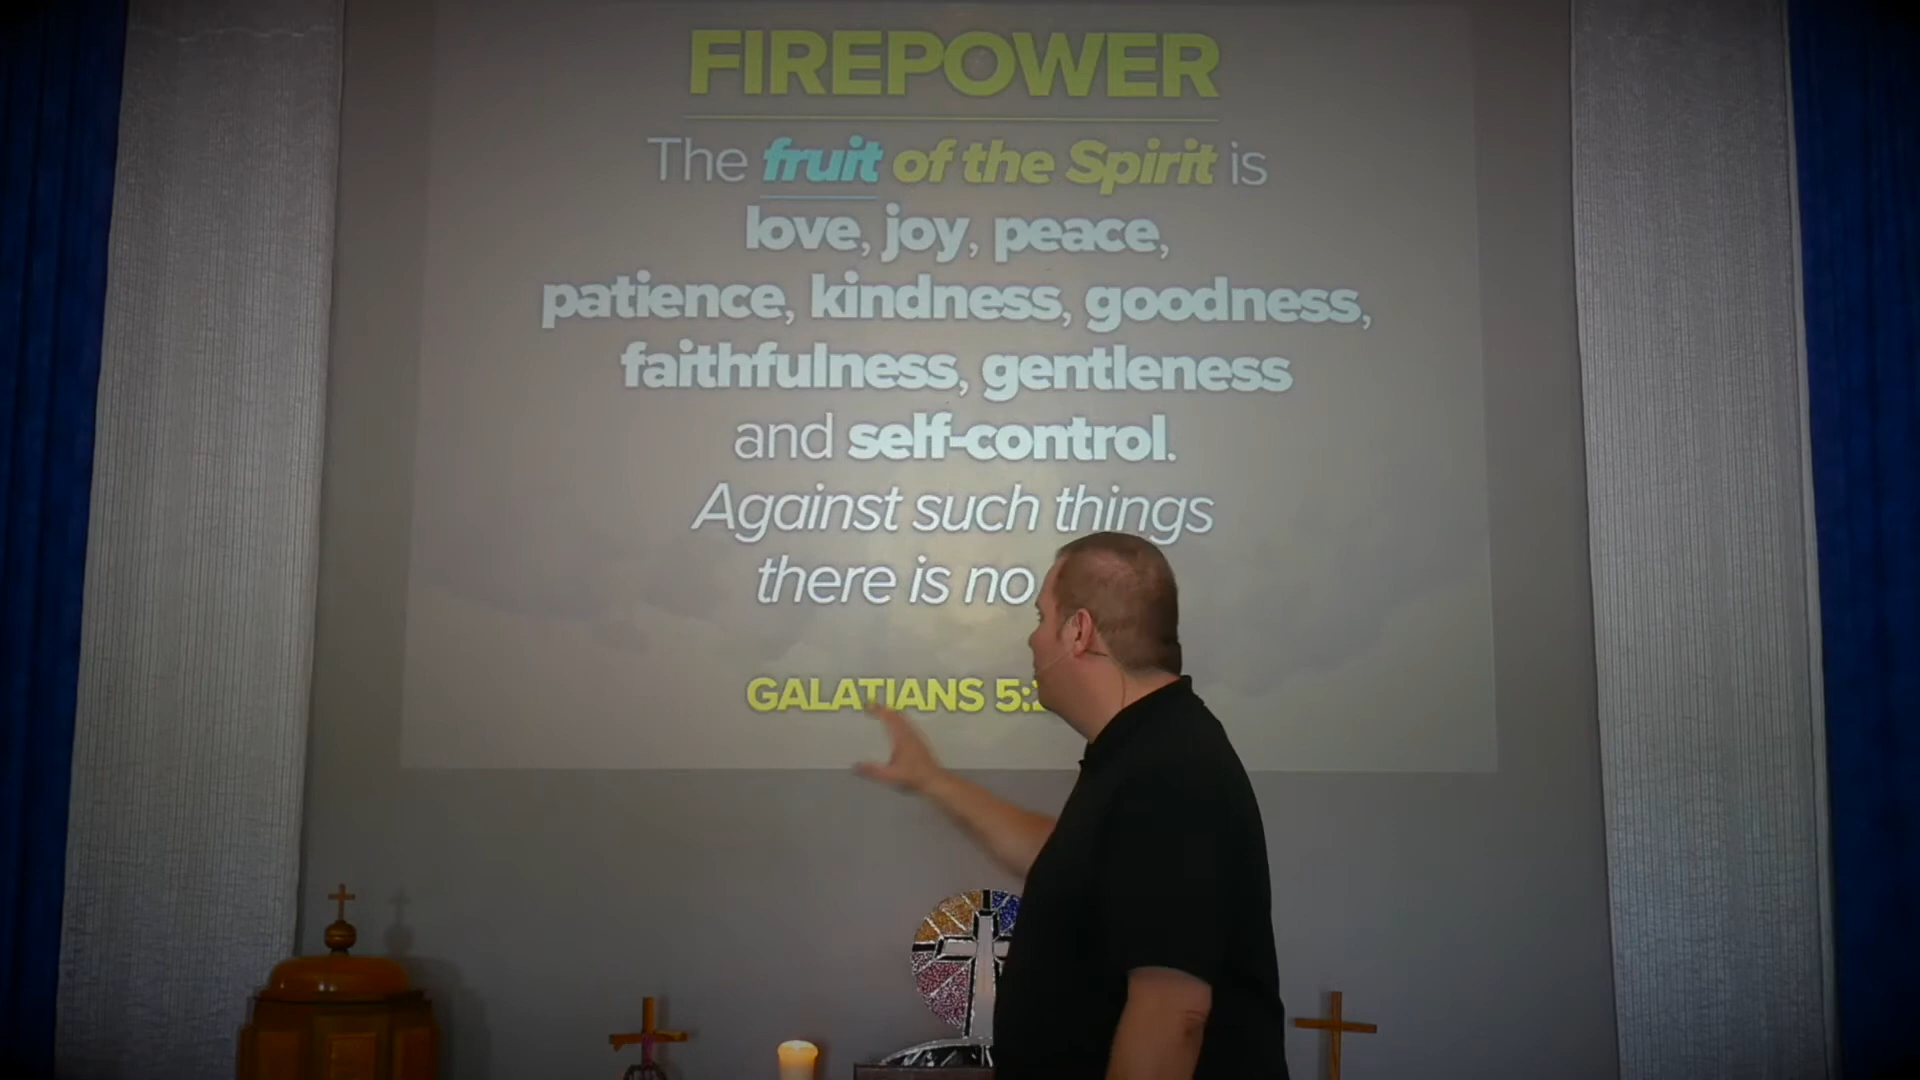 FIREPOWER
The fruit of the Spirit is
love, joy, peace,
patience, kindness, goodness,
faithfulness, gentleness
and self-control.
Against such things
there is no
GALATIANS 5: